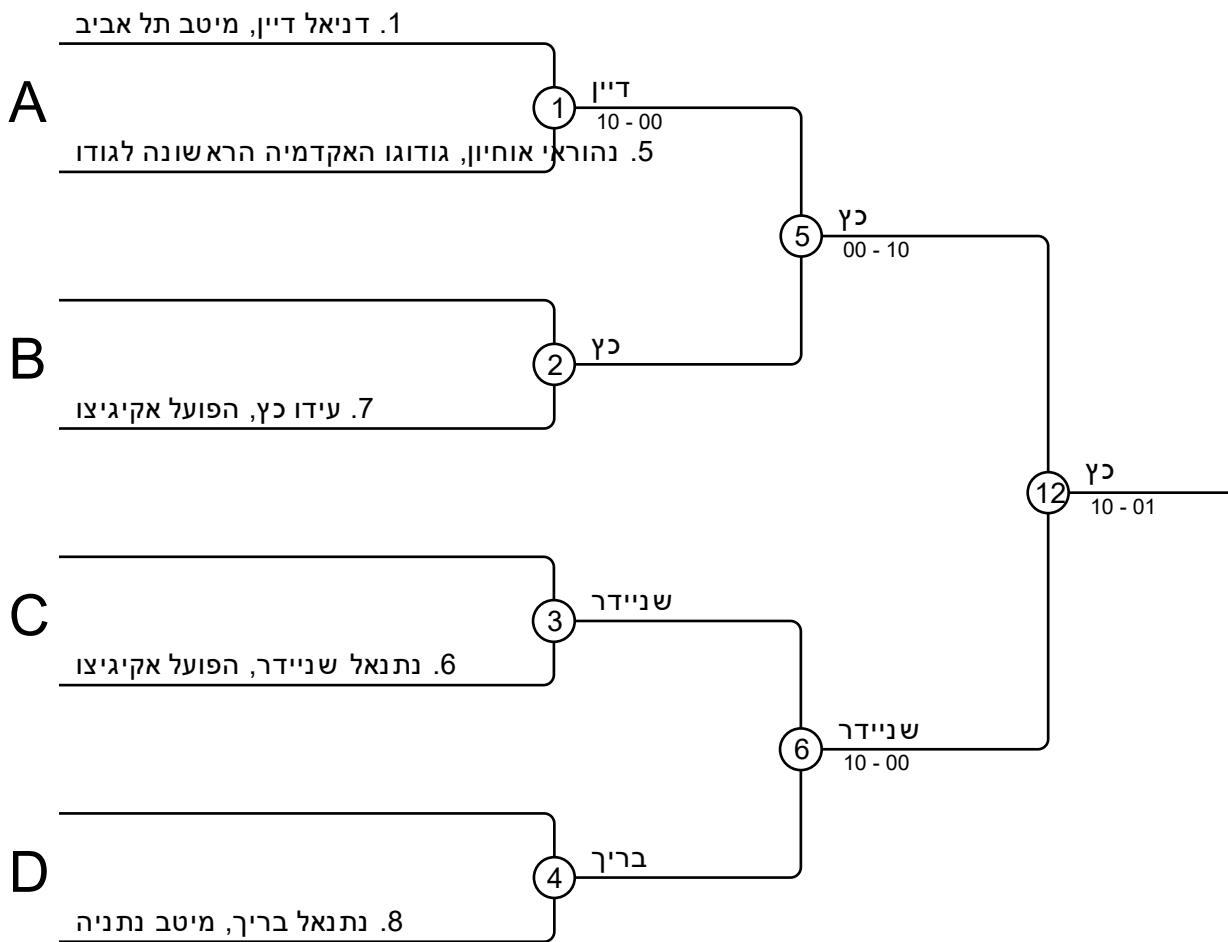 1. דניאל דיין, מיטב תל אביב
A
1
דיין
10 - 00
5. נהוראי אוחיון, גודוגו האקדמיה הראשונה לגודו
5
כץ
00 - 10
B
2
כץ
7. עידו כץ, הפועל אקיגיצו
12
כץ
10 - 01
C
3
שניידר
6. נתנאל שניידר, הפועל אקיגיצו
6
שניידר
10 - 00
D
4
בריך
8. נתנאל בריך, מיטב נתניה